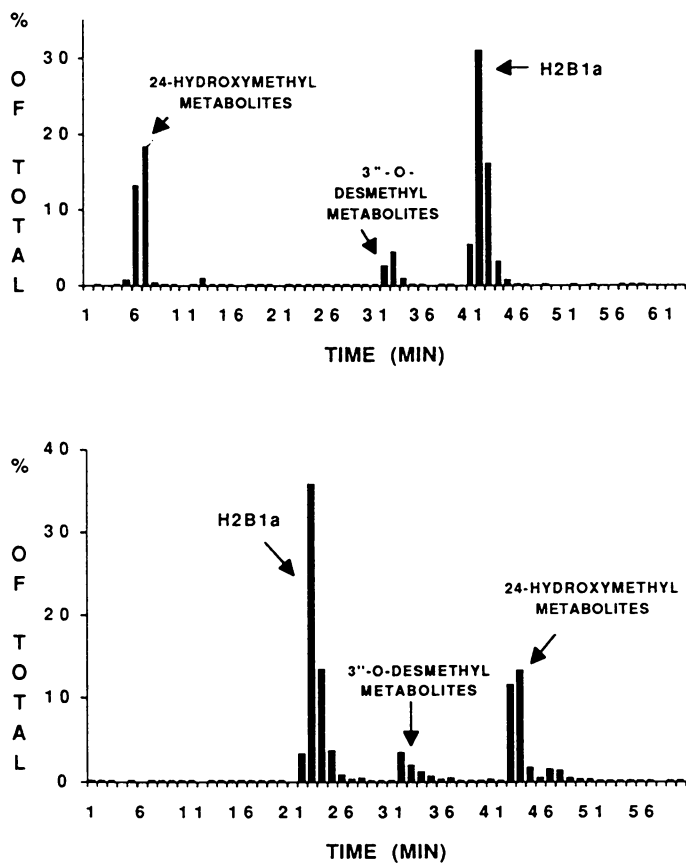 %
OF TOTAL
30
20
10
0
24-HYDROXYMETHYL
METABOLITES
3"-O-
DESMETHYL
METABOLITES
H2B1a
1 6 11 16 21 26 31 36 41 46 51 56 61
TIME (MIN)
%
OF TOTAL
40
30
20
10
0
H2B1a
3"-O-DESMETHYL
METABOLITES
24-HYDROXYMETHYL
METABOLITES
1 6 11 16 21 26 31 36 41 46 51 56
TIME (MIN)